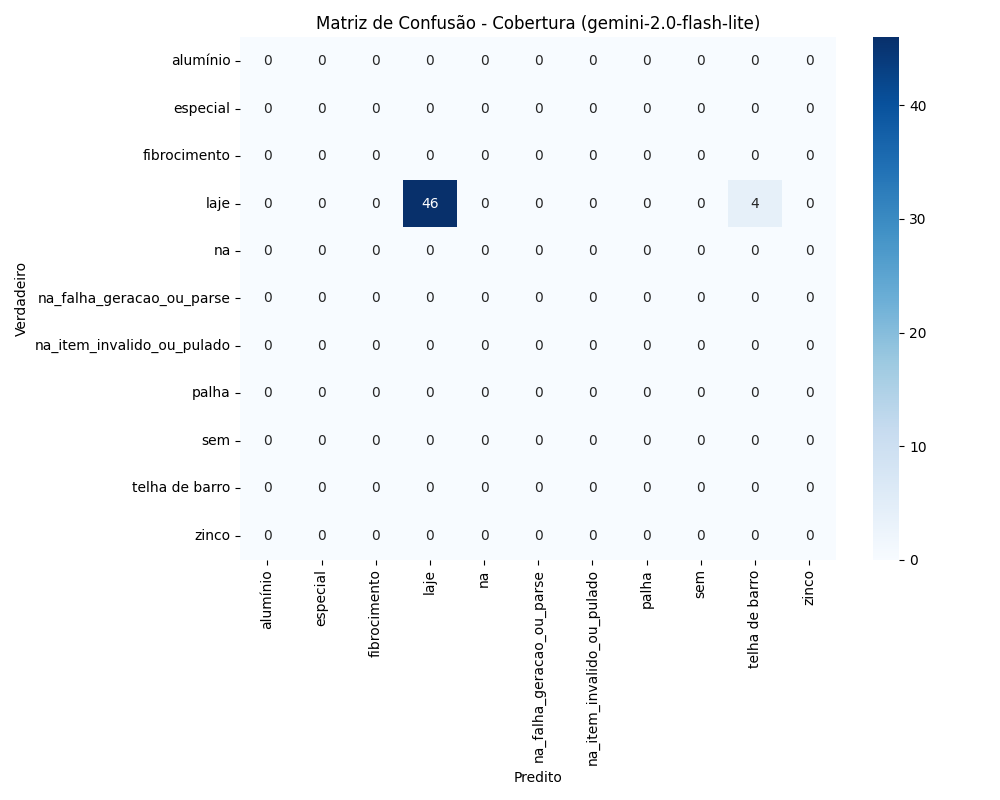 Matriz de Confusão - Cobertura (gemini-2.0-flash-lite)
alumínio 0 0 0 0 0 0 0 0 0 0 0
especial 0 0 0 0 0 0 0 0 0 0 0
fibrocimento 0 0 0 0 0 0 0 0 0 0 0
laje 0 0 0 46 0 0 0 0 0 4 0
na 0 0 0 0 0 0 0 0 0 0 0
na_falha_geracao_ou_parse 0 0 0 0 0 0 0 0 0 0 0
na_item_invalido_ou_pulado 0 0 0 0 0 0 0 0 0 0 0
palha 0 0 0 0 0 0 0 0 0 0 0
sem 0 0 0 0 0 0 0 0 0 0 0
telha de barro 0 0 0 0 0 0 0 0 0 0 0
zinco 0 0 0 0 0 0 0 0 0 0 0
Verdadeiro
alumínio
especial
fibrocimento
laje
na
na_falha_geracao_ou_parse
na_item_invalido_ou_pulado
palha
sem
telha de barro
zinco
Predito
40
30
20
10
0